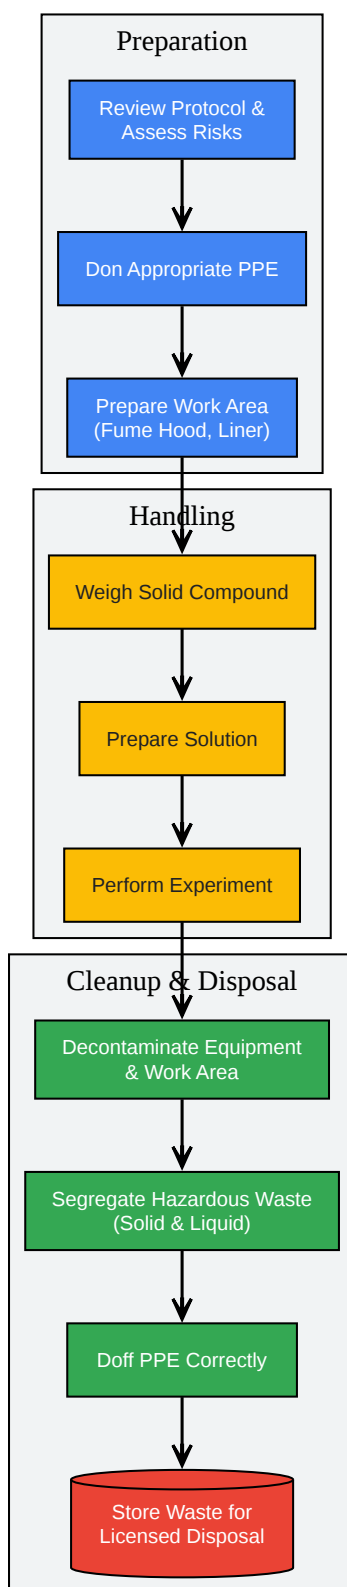 Preparation
Review Protocol &
Assess Risks
Don Appropriate PPE
Prepare Work Area
(Fume Hood, Liner)
Handling
Weigh Solid Compound
Prepare Solution
Perform Experiment
Cleanup & Disposal
Decontaminate Equipment
& Work Area
Segregate Hazardous Waste
(Solid & Liquid)
Doff PPE Correctly
Store Waste for
Licensed Disposal